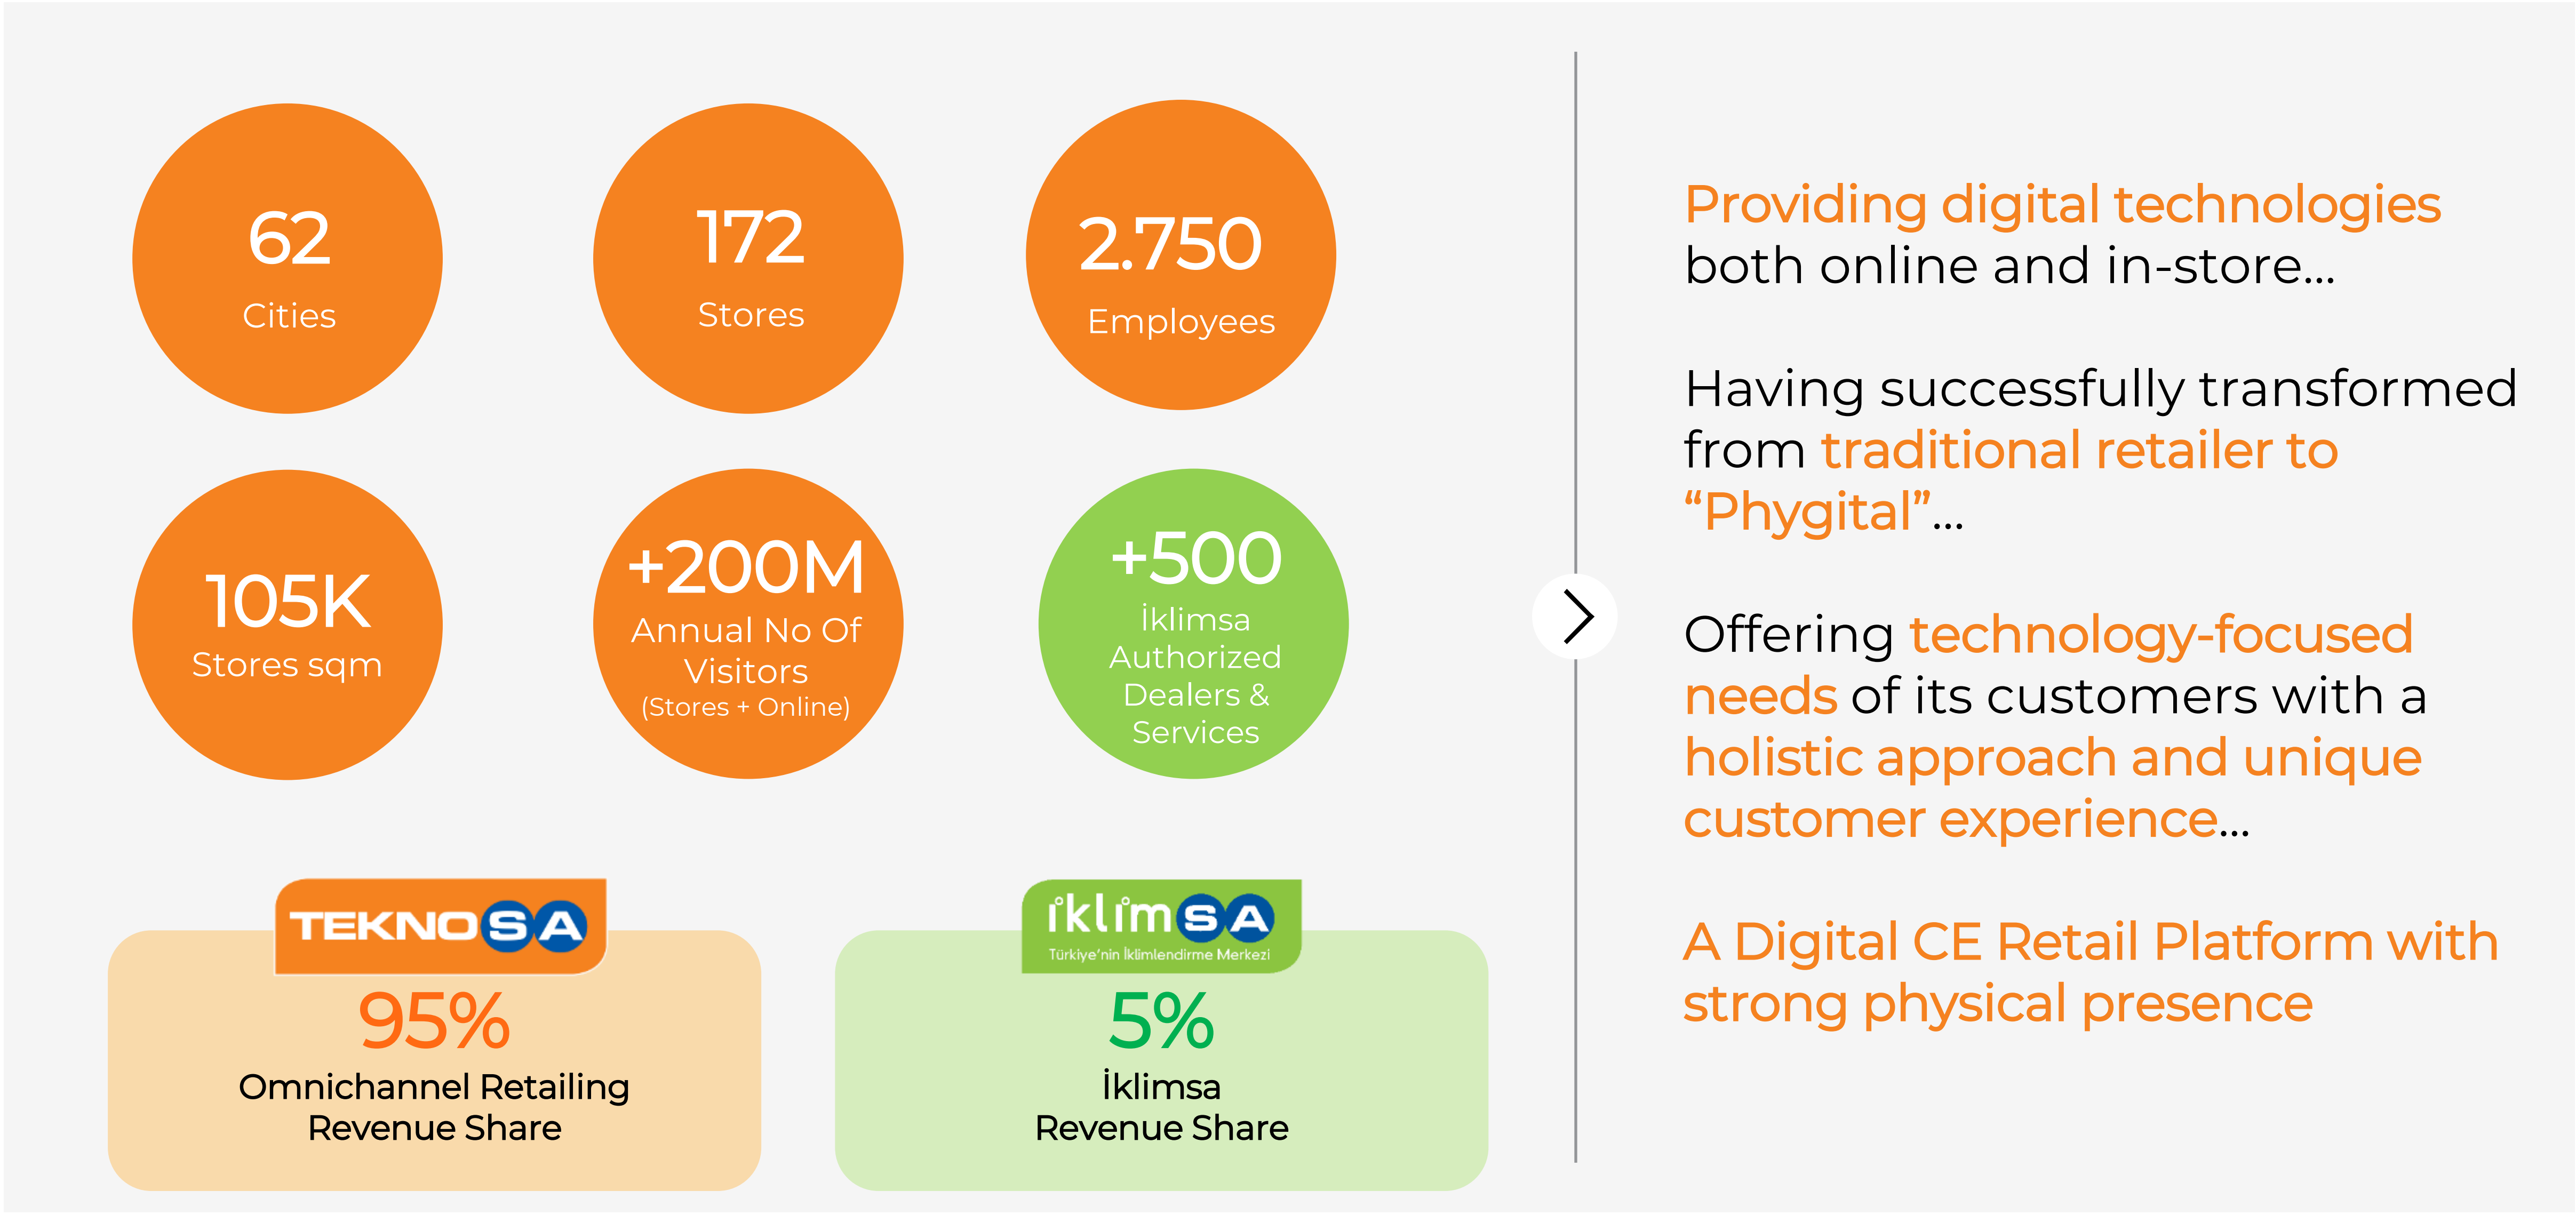 62
Cities
172
Stores
2.750
Employees
105K
Stores sqm
+200M
Annual No Of
Visitors
(Stores + Online)
+500
İklimsa
Authorized
Dealers &
Services
TEKNOSA
95%
Omnichannel Retailing
Revenue Share
iklimSA
Türkiye'nin İklimlendirme Merkezi
5%
İklimsa
Revenue Share
Providing digital technologies
both online and in-store...
Having successfully transformed
from traditional retailer to
“Phygital”...
Offering technology-focused
needs of its customers with a
holistic approach and unique
customer experience...
A Digital CE Retail Platform with
strong physical presence